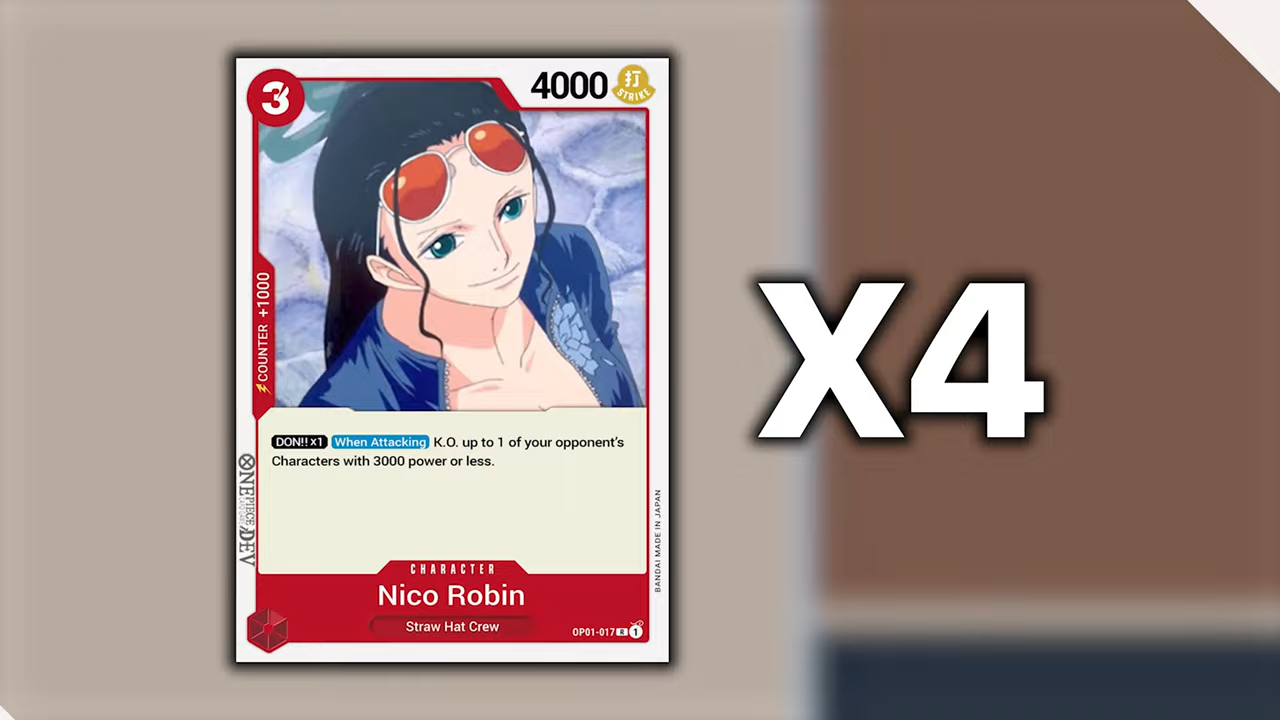 3
4000
打
STRIKE
COUNTER +1000
DON!! x1 When Attacking K.O. up to 1 of your opponent's
Characters with 3000 power or less.
ONE PIECE
DEV
BANDAI MADE IN JAPAN
CHARACTER
Nico Robin
Straw Hat Crew
OP01-017 R 1
X4